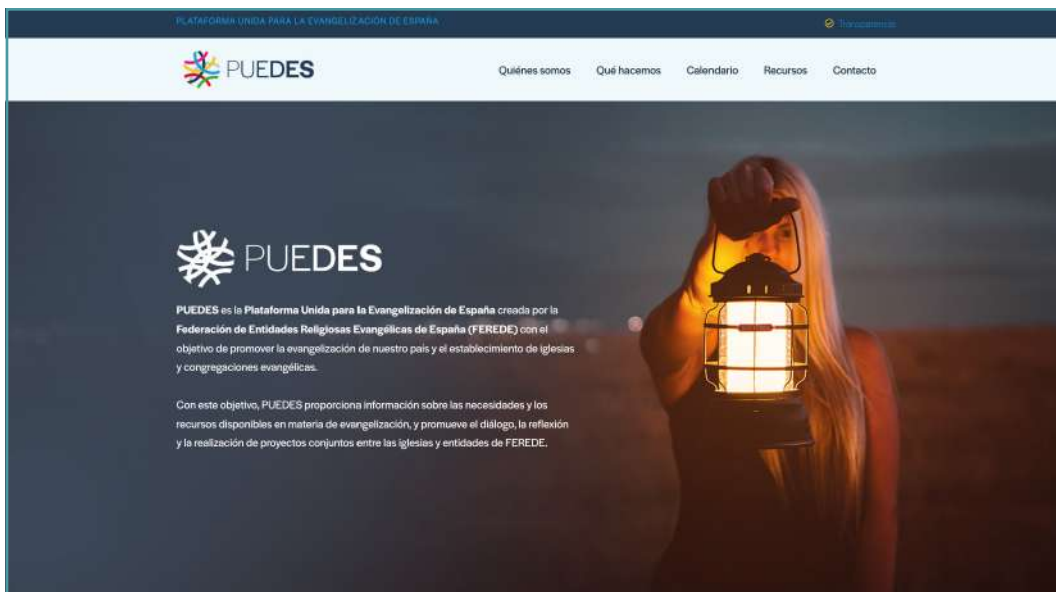 PLATAFORMA UNIDA PARA LA EVANGELIZACIÓN DE ESPAÑA
Transparencia
PUEDES
Quiénes somos
Qué hacemos
Calendario
Recursos
Contacto
PUEDES
PUEDES es la Plataforma Unida para la Evangelización de España creada por la
Federación de Entidades Religiosas Evangélicas de España (FEREDE) con el
objetivo de promover la evangelización de nuestro país y el establecimiento de iglesias
y congregaciones evangélicas.
Con este objetivo, PUEDES proporciona información sobre las necesidades y los
recursos disponibles en materia de evangelización, y promueve el diálogo, la reflexión
y la realización de proyectos conjuntos entre las iglesias y entidades de FEREDE.